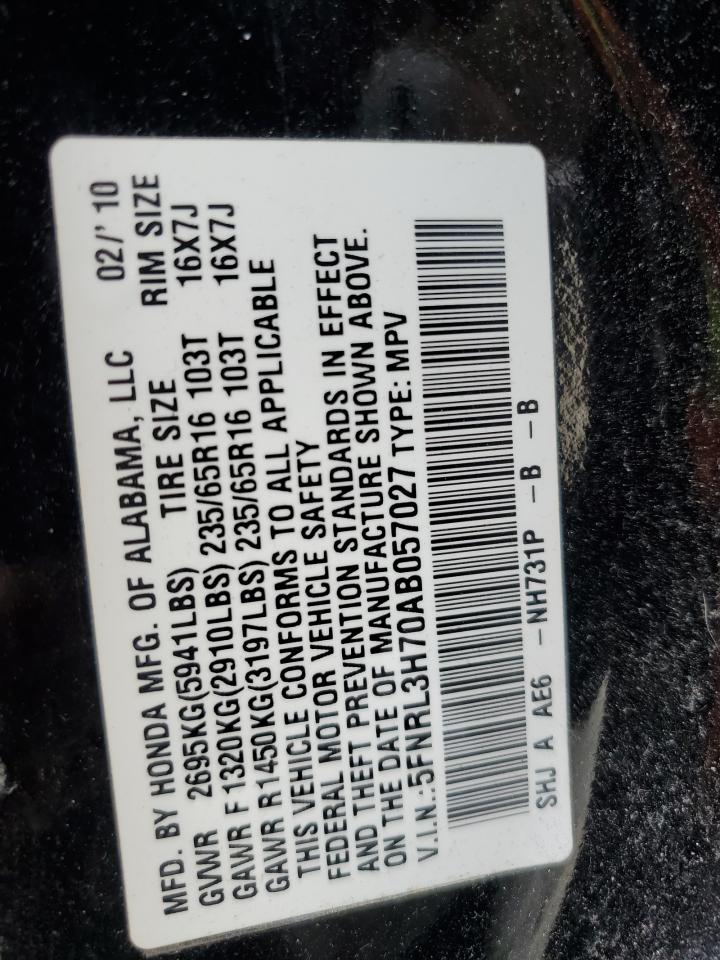 MFD. BY HONDA MFG. OF ALABAMA, LLC 02/' 10
GVWR 2695KG(5941LBS) TIRE SIZE RIM SIZE
GAWR F 1320KG(2910LBS) 235/65R16 103T 16X7J
GAWR R 1450KG(3197LBS) 235/65R16 103T 16X7J
THIS VEHICLE CONFORMS TO ALL APPLICABLE
FEDERAL MOTOR VEHICLE SAFETY
AND THEFT PREVENTION STANDARDS IN EFFECT
ON THE DATE OF MANUFACTURE SHOWN ABOVE.
V.I.N.:5FNRL3H70AB057027 TYPE: MPV
SHJ A AE6 -NH731P -B -B